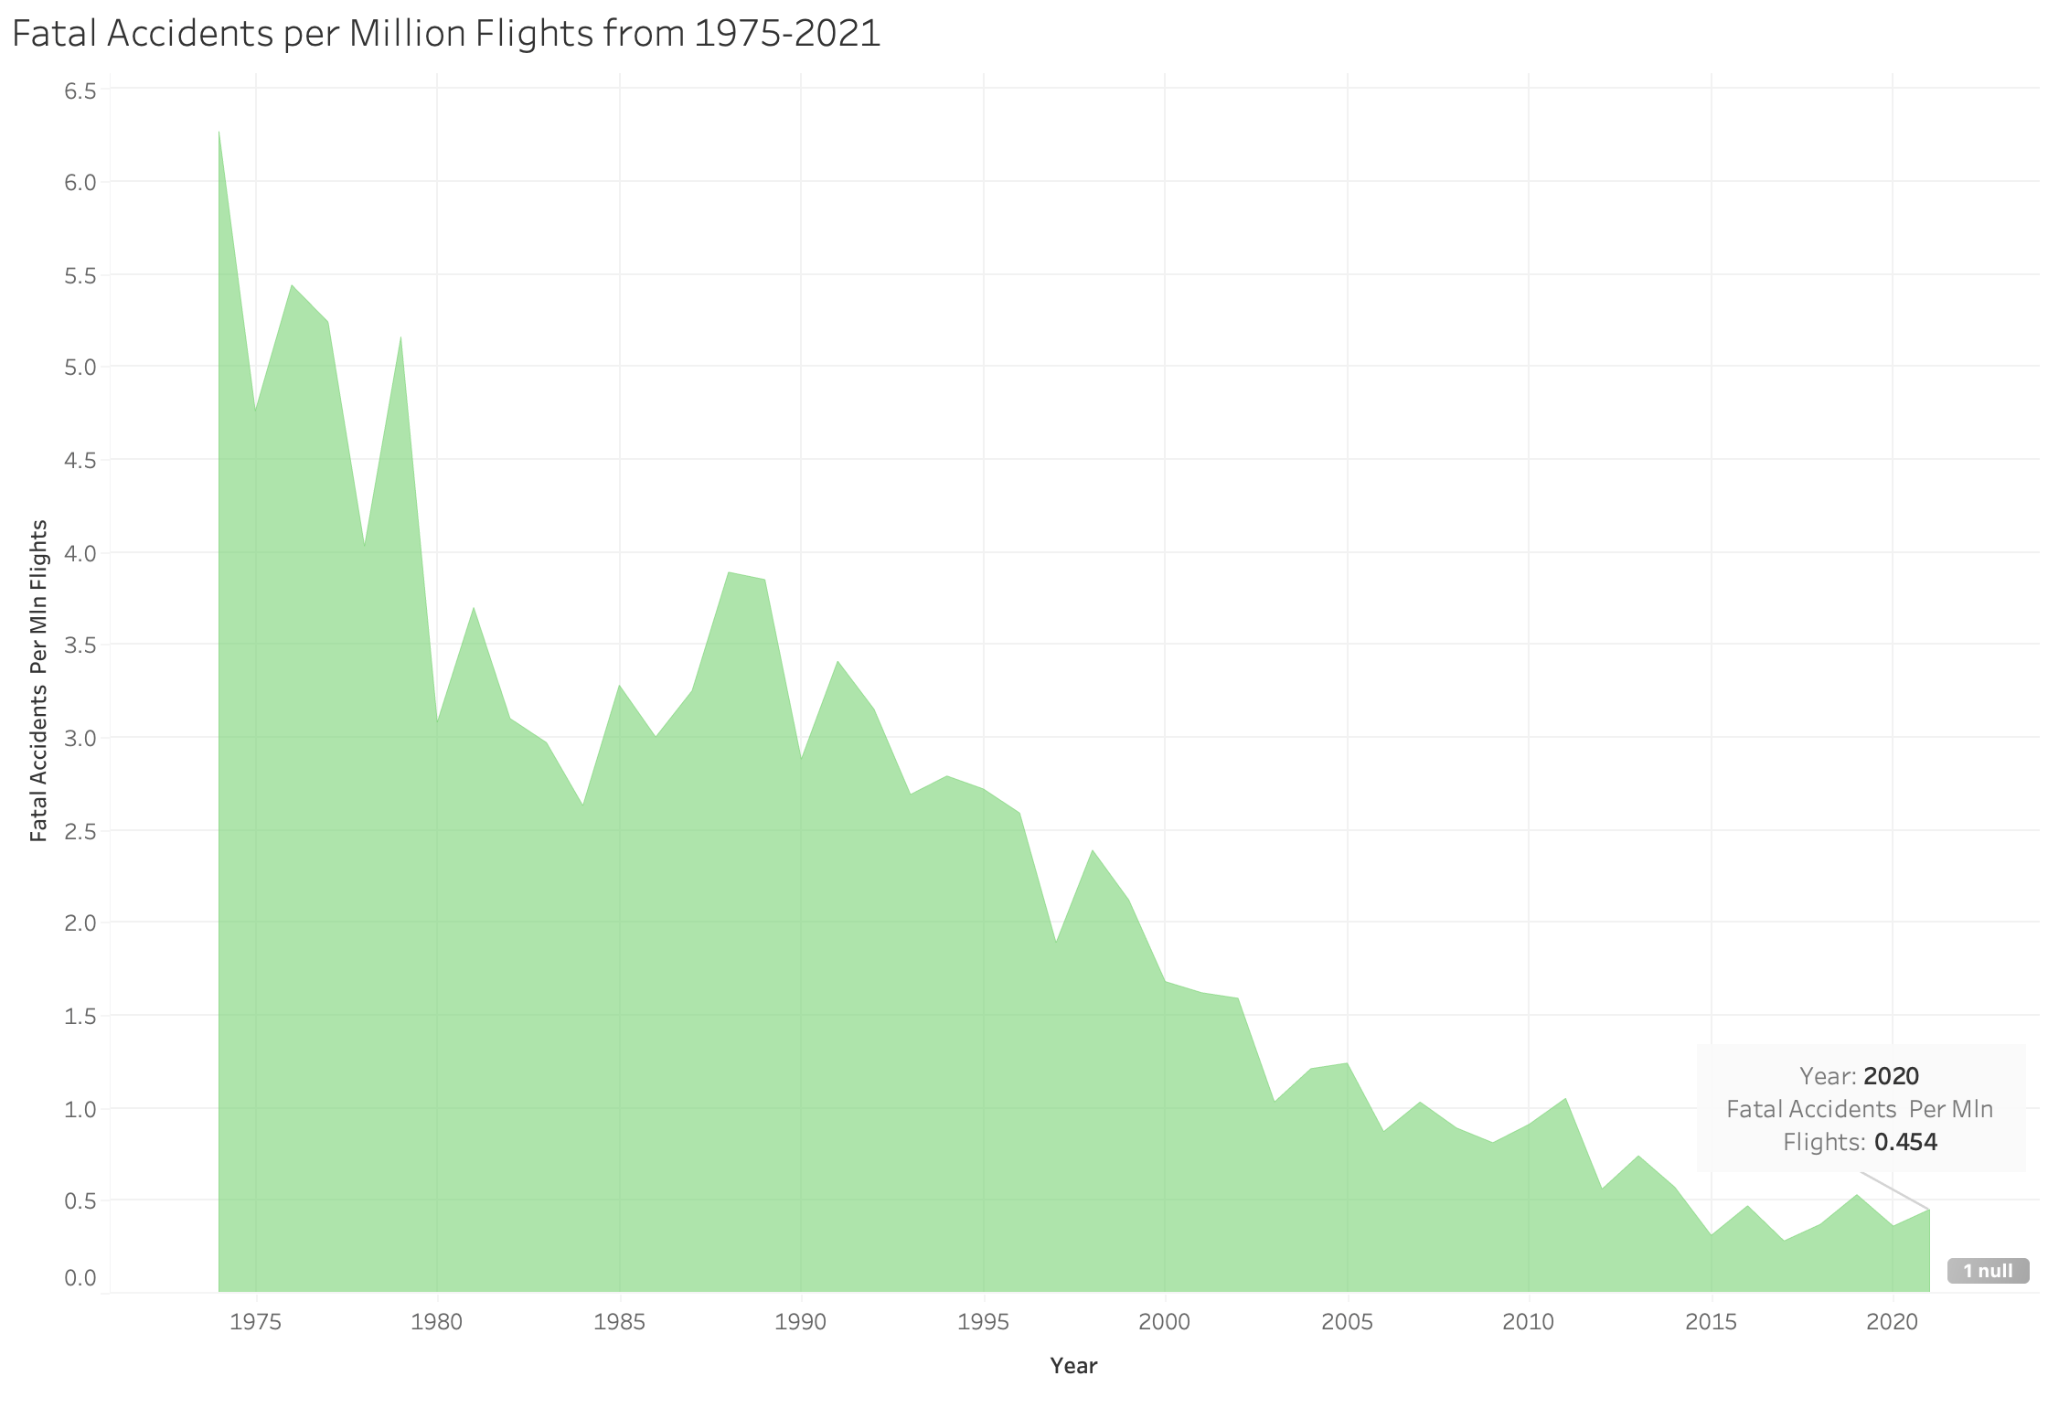 Fatal Accidents per Million Flights from 1975-2021
6.5
6.0
5.5
5.0
4.5
4.0
3.5
3.0
2.5
2.0
1.5
1.0
0.5
0.0
Fatal Accidents Per Mln Flights
Year: 2020
Fatal Accidents Per Mln
Flights: 0.454
1 null
1975 1980 1985 1990 1995 2000 2005 2010 2015 2020
Year